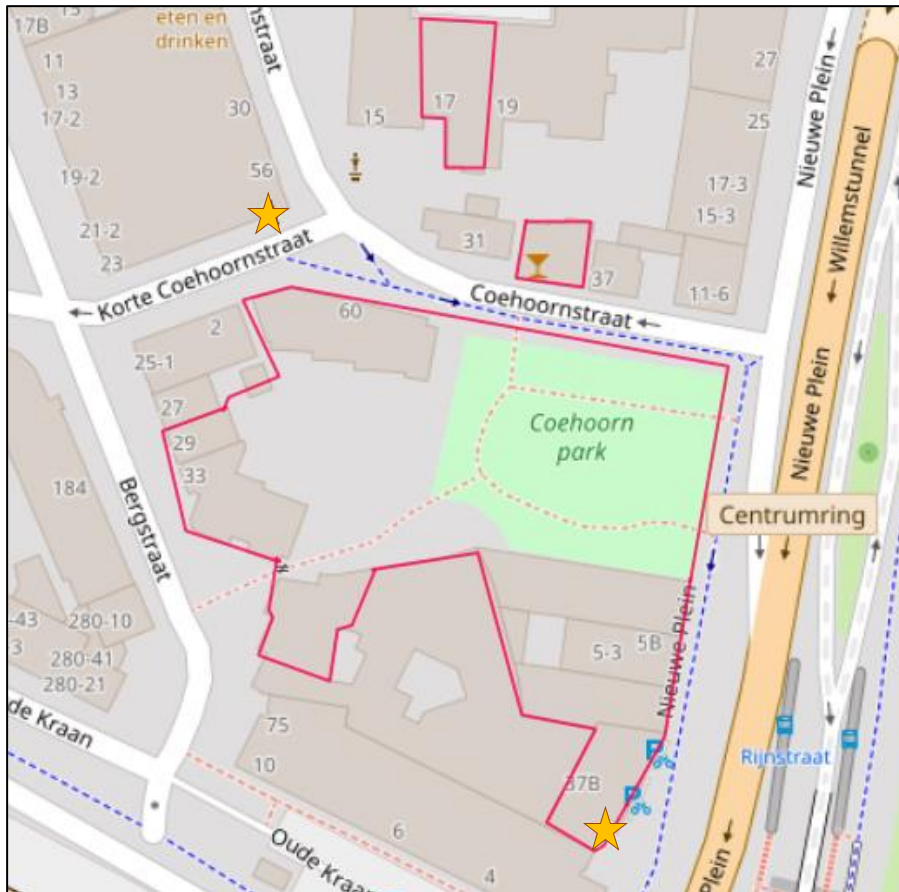 eten en
drinken
17B
15
11
13
17-2
19-2
21-2
23
30
56
nstraat
15
17
19
27
25
17-3
15-3
11-6
31
37
Nieuwe Plein
Willemstunnel
Nieuwe Plein
Korte Coehoornstraat
Coehoornstraat
2
60
25-1
27
29
33
184
Bergstraat
Coehoorn
park
Centrumring
-43
3
280-10
280-41
280-21
5B
5-3
Nieuwe Plein
de Kraan
75
10
37B
Rijnstraat
6
4
Oude Kraan
Plein